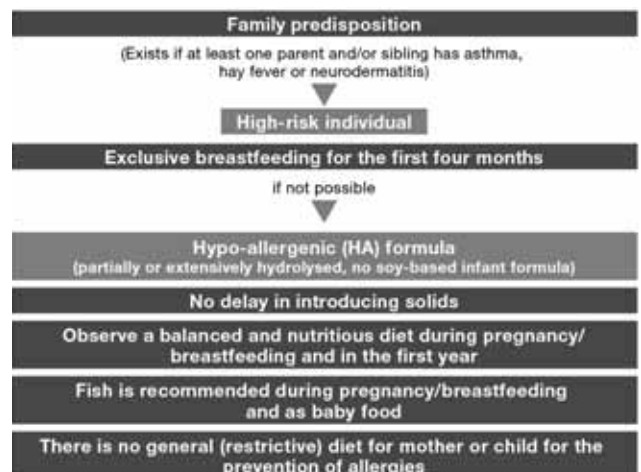 Family predisposition
(Exists if at least one parent and/or sibling has asthma,
hay fever or neurodermatitis)
High-risk individual
Exclusive breastfeeding for the first four months
if not possible
Hypo-allergenic (HA) formula
(partially or extensively hydrolysed, no soy-based infant formula)
No delay in introducing solids
Observe a balanced and nutritious diet during pregnancy/
breastfeeding and in the first year
Fish is recommended during pregnancy/breastfeeding
and as baby food
There is no general (restrictive) diet for mother or child for the
prevention of allergies